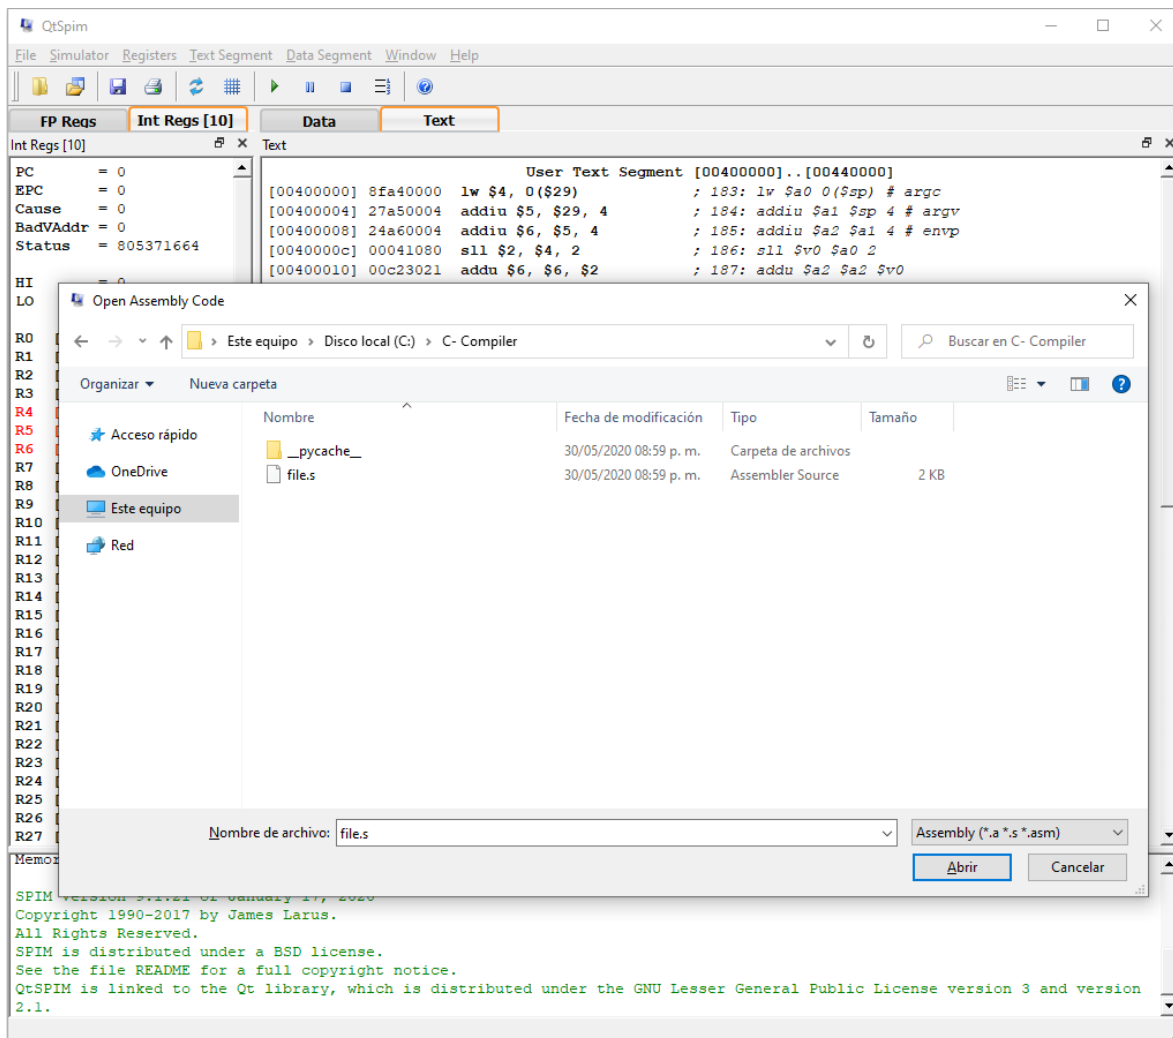 QtSpim
File Simulator Registers Text Segment Data Segment Window Help
FP Regs Int Regs [10] Data Text
Int Regs [10] Text
PC = 0
EPC = 0
Cause = 0
BadVAddr = 0
Status = 805371664
HI = 0
LO
User Text Segment [00400000]..[00440000]
[00400000] 8fa40000 lw $4, 0($29) ; 183: lw $a0 0($sp) # argc
[00400004] 27a50004 addiu $5, $29, 4 ; 184: addiu $a1 $sp 4 # argv
[00400008] 24a60004 addiu $6, $5, 4 ; 185: addiu $a2 $a1 4 # envp
[0040000c] 00041080 sll $2, $4, 2 ; 186: sll $v0 $a0 2
[00400010] 00c23021 addu $6, $6, $2 ; 187: addu $a2 $a2 $v0
R0 [
R1 [
R2 [
R3 [
R4 [
R5 [
R6 [
R7 [
R8 [
R9 [
R10 [
R11 [
R12 [
R13 [
R14 [
R15 [
R16 [
R17 [
R18 [
R19 [
R20 [
R21 [
R22 [
R23 [
R24 [
R25 [
R26 [
R27 [
Open Assembly Code
Este equipo > Disco local (C:) > C- Compiler
Buscar en C- Compiler
Organizar Nueva carpeta
Acceso rápido
OneDrive
Este equipo
Red
Nombre Fecha de modificación Tipo Tamaño
__pycache__ 30/05/2020 08:59 p. m. Carpeta de archivos
file.s 30/05/2020 08:59 p. m. Assembler Source 2 KB
Nombre de archivo: file.s Assembly (*.a *.s *.asm)
Abrir Cancelar
Memor
SPIM Version 9.1.21 of January 17, 2020
Copyright 1990-2017 by James Larus.
All Rights Reserved.
SPIM is distributed under a BSD license.
See the file README for a full copyright notice.
QtSPIM is linked to the Qt library, which is distributed under the GNU Lesser General Public License version 3 and version
2.1.